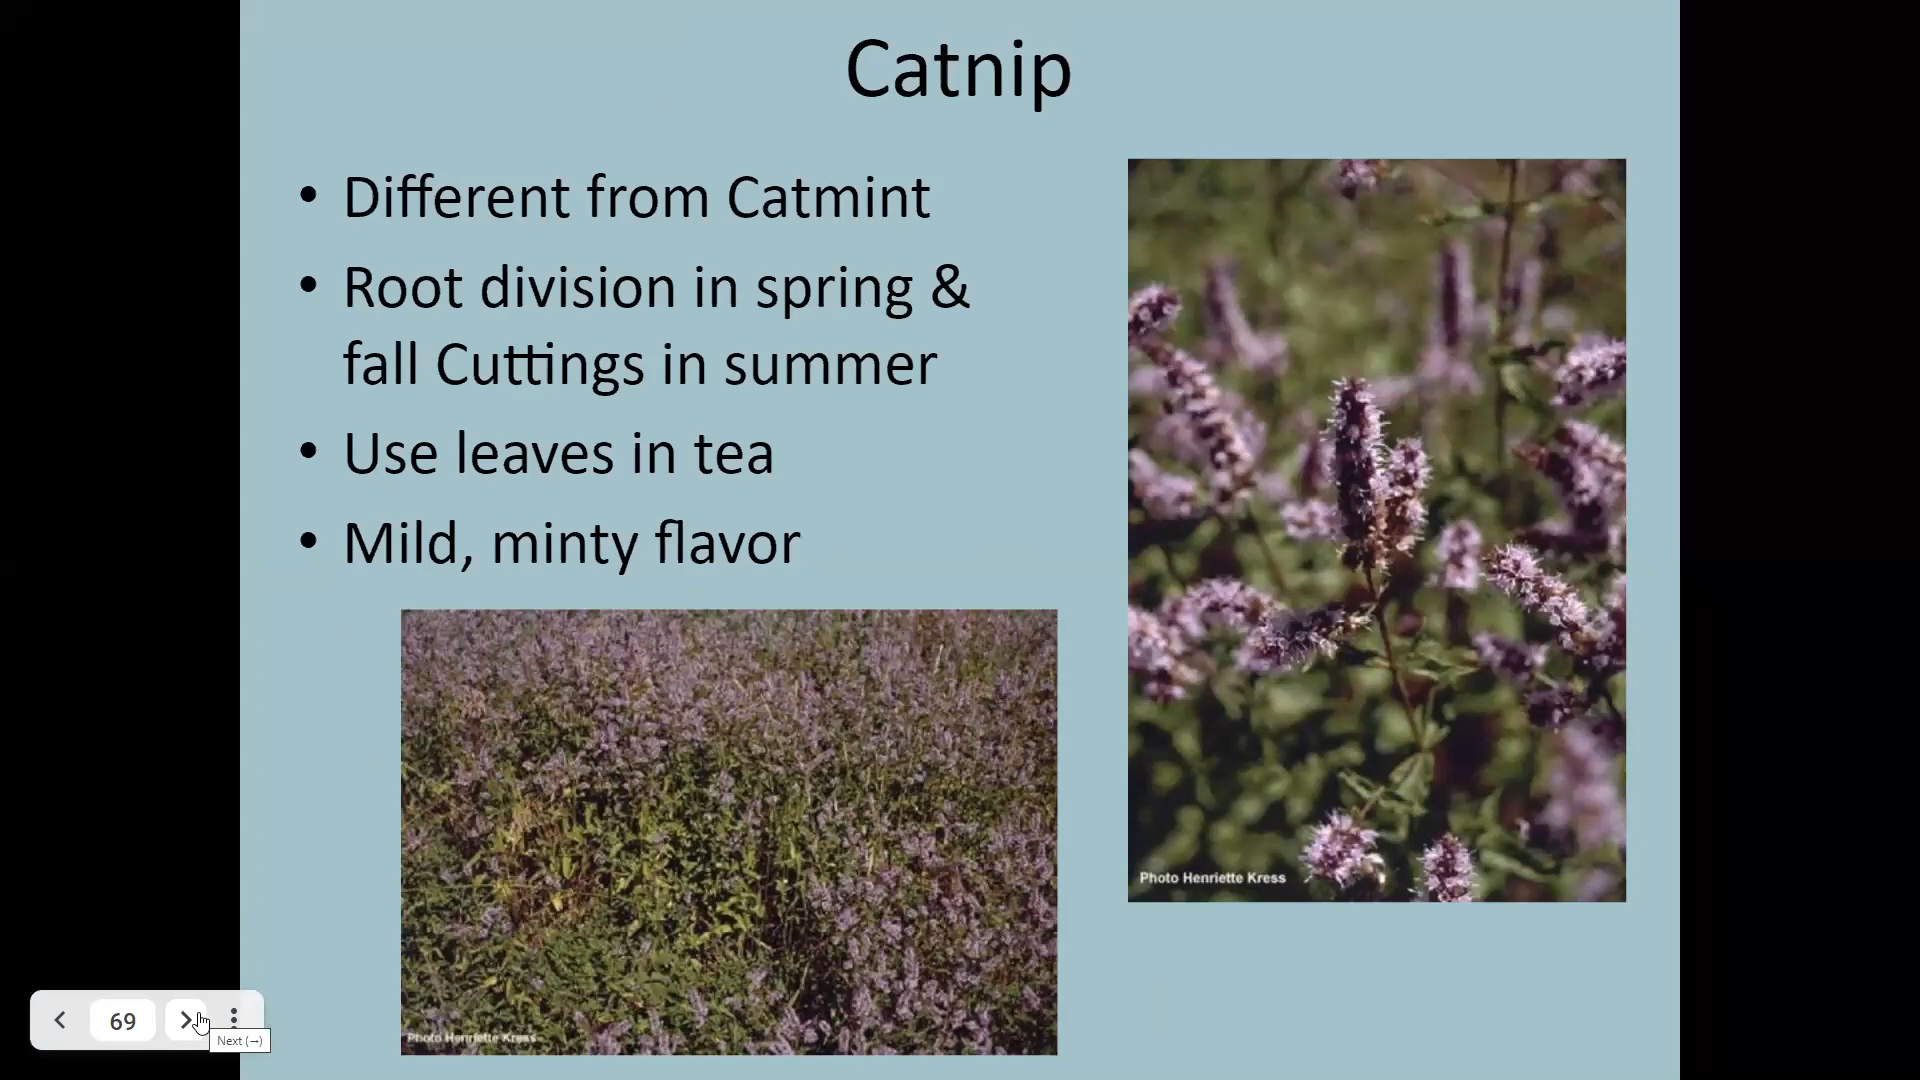 Catnip
• Different from Catmint
• Root division in spring &
fall Cuttings in summer
• Use leaves in tea
• Mild, minty flavor
Photo Henriette Kress
Photo Henriette Kress
69
Next (→)